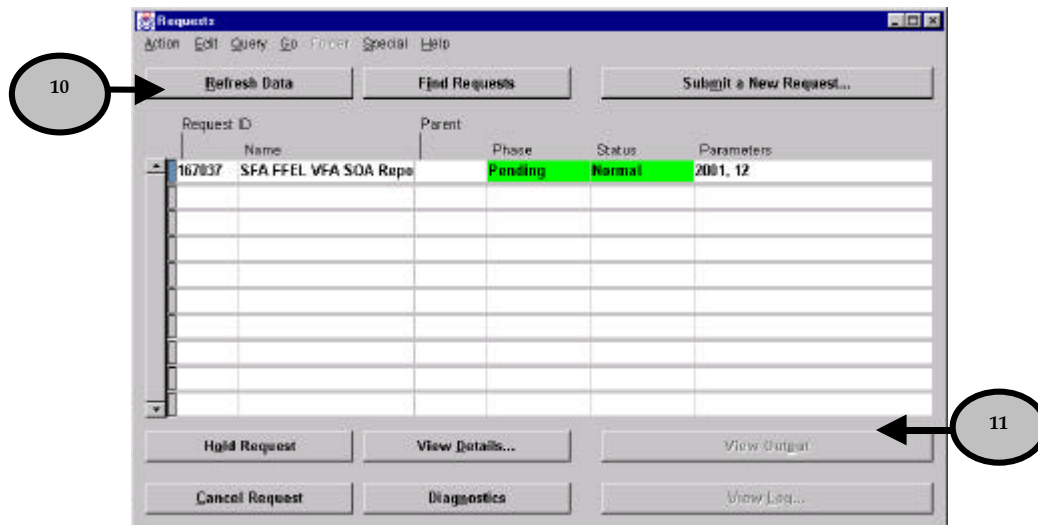 Requests
Action Edit Query Go Folder Special Help
10
Refresh Data Find Requests Submit a New Request...
Request ID Parent
Name Phase Status Parameters
167037 SFA FFEL VFA SOA Repo Pending Normal 2001, 12
11
Hold Request View Details... View Output
Cancel Request Diagnostics View Log...